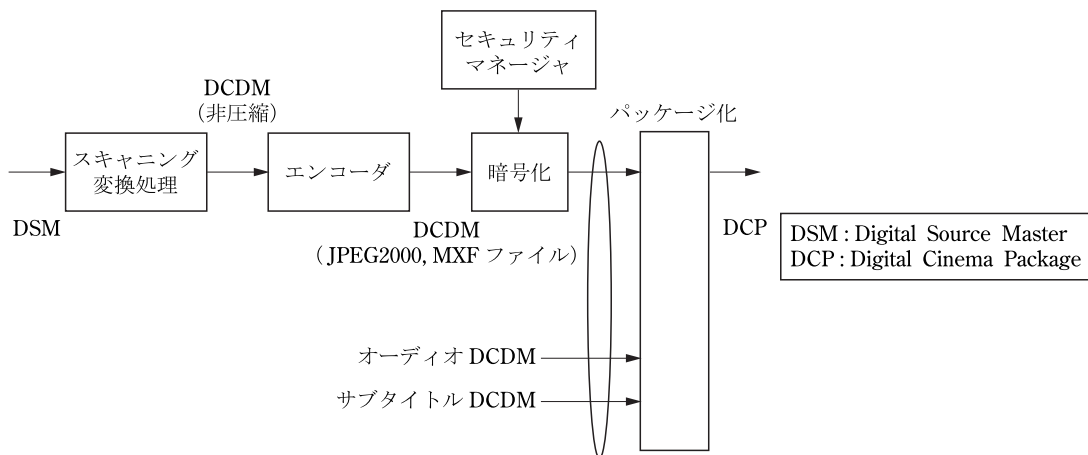 セキュリティ
マネージャ
DCDM
(非圧縮)
パッケージ化
スキャニング
変換処理
エンコーダ
暗号化
DSM
DCDM
(JPEG2000, MXF ファイル)
DCP
DSM : Digital Source Master
DCP : Digital Cinema Package
オーディオ DCDM
サブタイトル DCDM